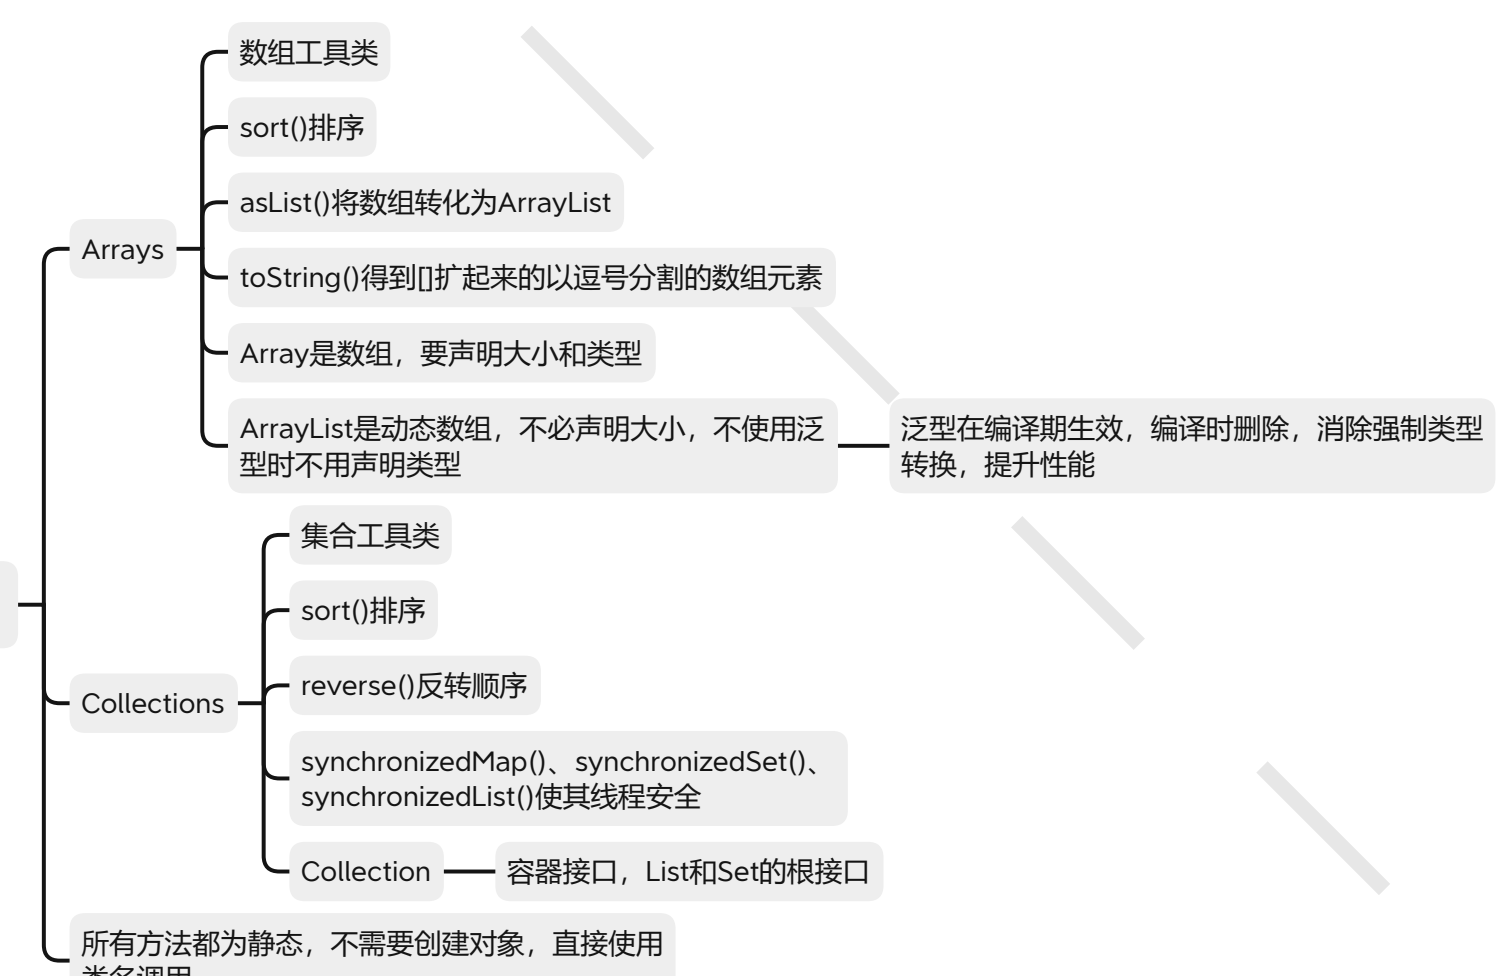 数组工具类
sort()排序
asList()将数组转化为ArrayList
Arrays
toString()得到[]扩起来的以逗号分割的数组元素
Array是数组，要声明大小和类型
ArrayList是动态数组，不必声明大小，不使用泛
型时不用声明类型
泛型在编译期生效，编译时删除，消除强制类型
转换，提升性能
集合工具类
sort()排序
reverse()反转顺序
Collections
synchronizedMap()、synchronizedSet()、
synchronizedList()使其线程安全
Collection
容器接口，List和Set的根接口
所有方法都为静态，不需要创建对象，直接使用
类名调用